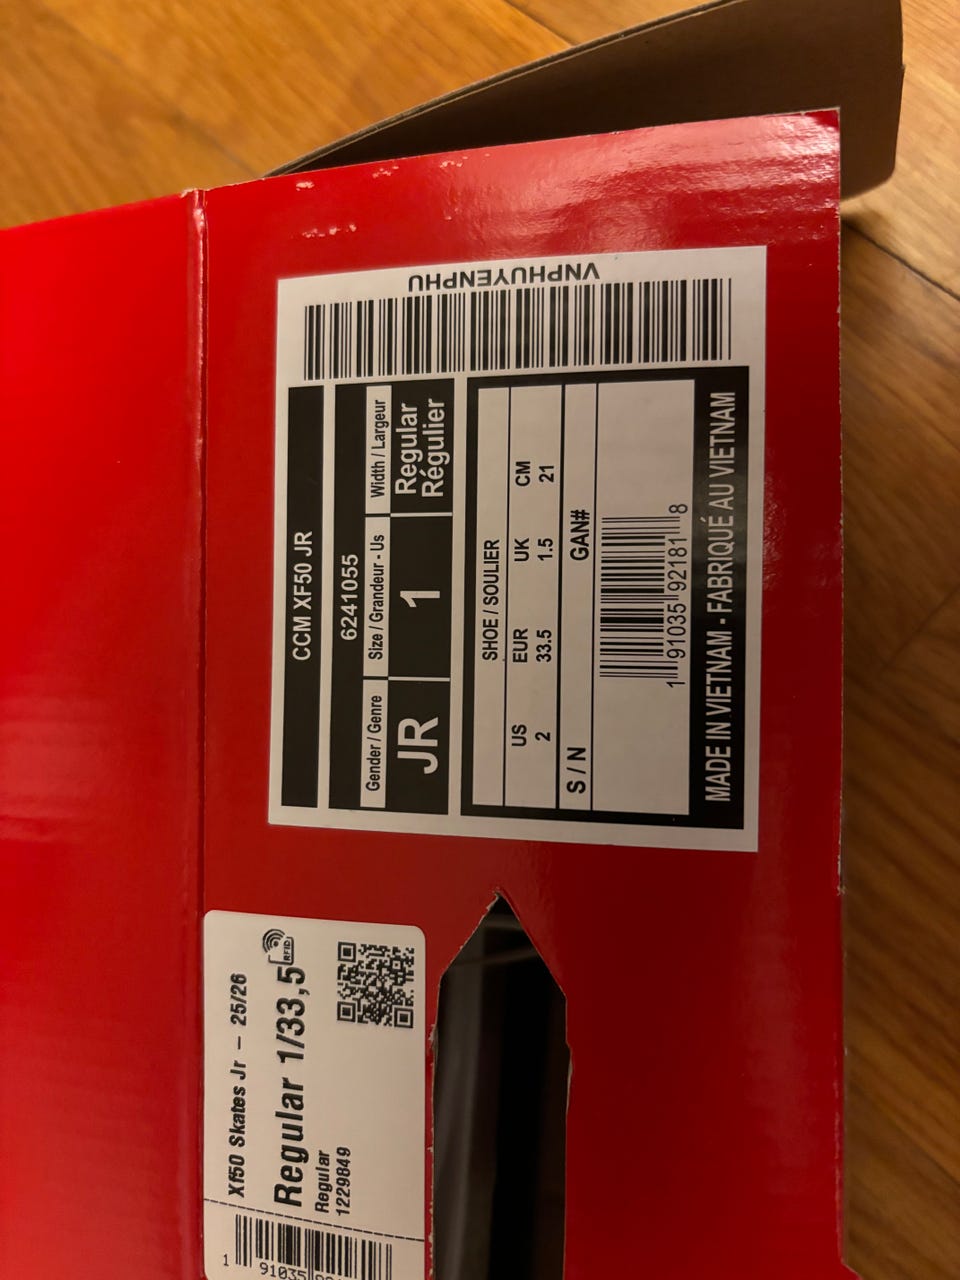 VNPHUYENPHU
CCM XF50 JR
6241055
Gender / Genre Size / Grandeur - Us Width / Largeur
JR 1 Regular
Régulier
SHOE / SOULIER
US EUR UK CM
2 33.5 1.5 21
S / N GAN#
1 91035 92181 8
MADE IN VIETNAM - FABRIQUÉ AU VIETNAM
Xf50 Skates Jr - 25/26
Regular 1/33,5
RFID
Regular
1229849
1 91035